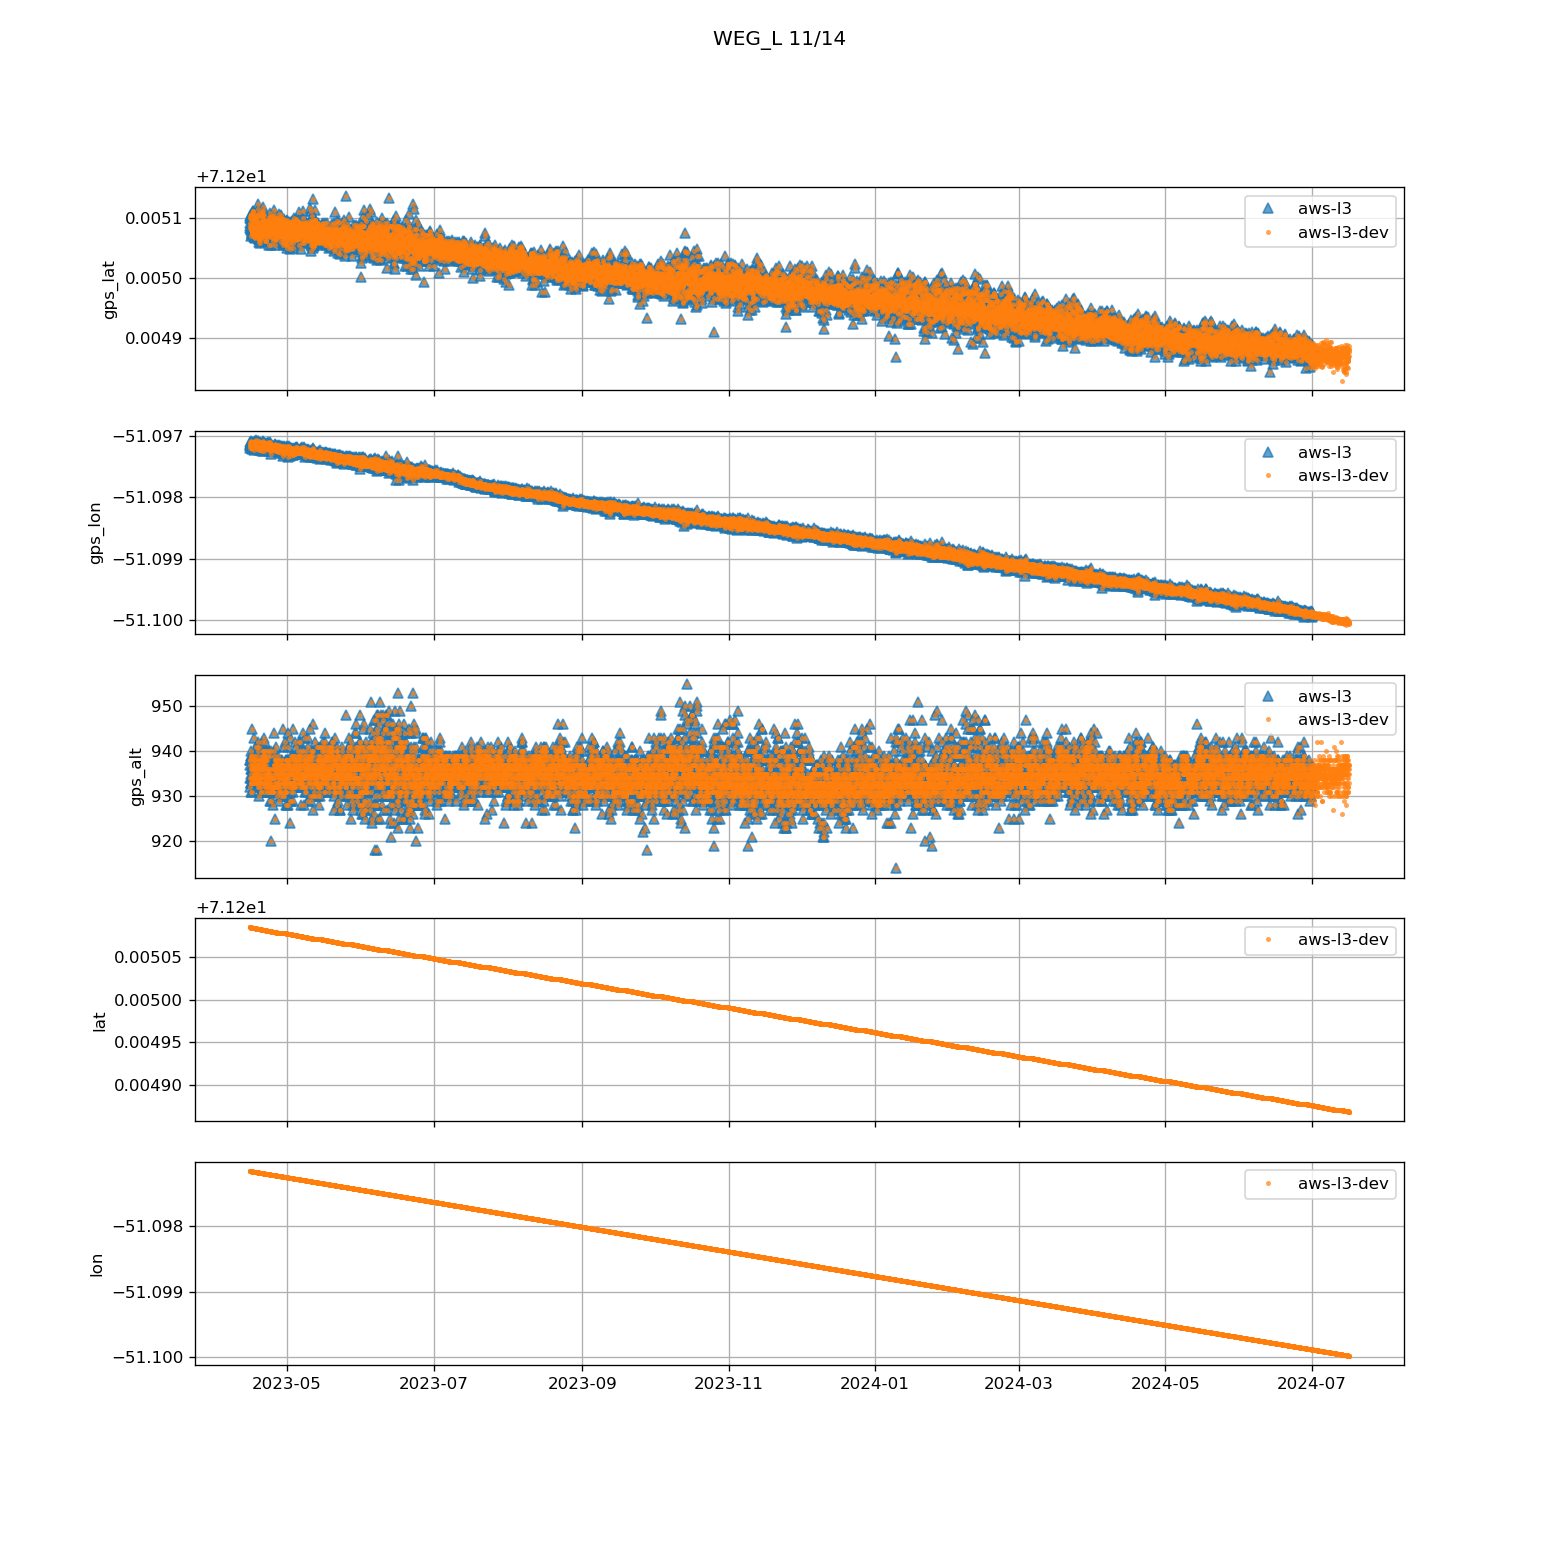 WEG_L 11/14
+7.12e1
0.0051
0.0050
0.0049
gps_lat
aws-l3
aws-l3-dev
−51.097
−51.098
−51.099
−51.100
gps_lon
aws-l3
aws-l3-dev
950
940
930
920
gps_alt
aws-l3
aws-l3-dev
+7.12e1
0.00505
0.00500
0.00495
0.00490
lat
aws-l3-dev
−51.098
−51.099
−51.100
lon
aws-l3-dev
2023-05 2023-07 2023-09 2023-11 2024-01 2024-03 2024-05 2024-07